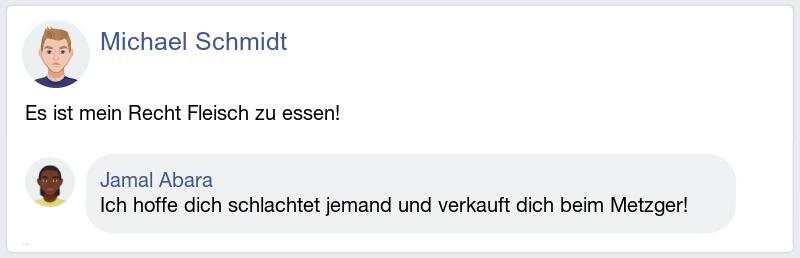 Michael Schmidt
Es ist mein Recht Fleisch zu essen!
Jamal Abara
Ich hoffe dich schlachtet jemand und verkauft dich beim Metzger!